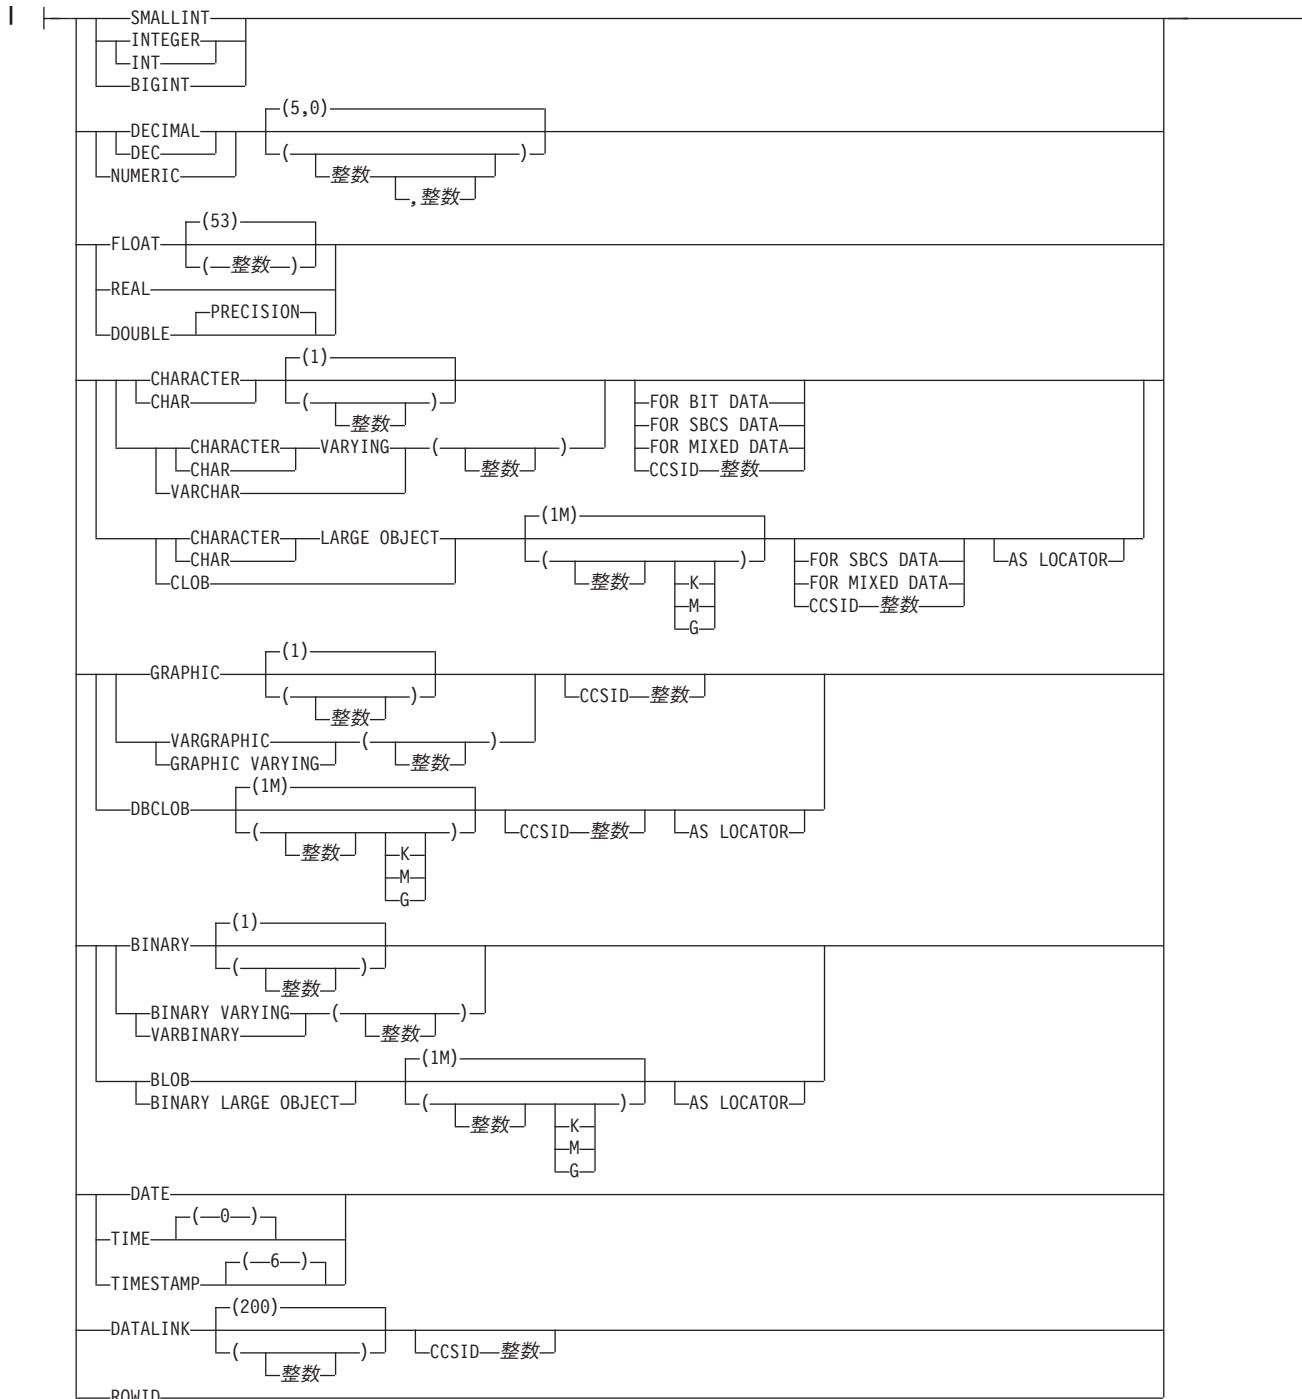 SMALLINT
INTEGER
INT
BIGINT
(5,0)
DECIMAL
DEC ( )
NUMERIC 整数
,整数
(53)
FLOAT
( 整数 )
REAL
PRECISION
DOUBLE
(1)
CHARACTER
CHAR ( ) FOR BIT DATA
整数 FOR SBCS DATA
CHARACTER VARYING ( ) FOR MIXED DATA
CHAR 整数 CCSID 整数
VARCHAR
(1M)
CHARACTER LARGE OBJECT
CHAR ( ) FOR SBCS DATA AS LOCATOR
CLOB 整数 K FOR MIXED DATA
M CCSID 整数
G
(1)
GRAPHIC
( ) CCSID 整数
整数
VARGRAPHIC ( )
GRAPHIC VARYING 整数
(1M)
DBCLOB
( ) CCSID 整数 AS LOCATOR
整数 K
M
G
(1)
BINARY
( )
整数
BINARY VARYING ( )
VARBINARY 整数
(1M)
BLOB
BINARY LARGE OBJECT ( ) AS LOCATOR
整数 K
M
G
DATE
( 0 )
TIME
( 6 )
TIMESTAMP
(200)
DATALINK
( ) CCSID 整数
整数
ROWID